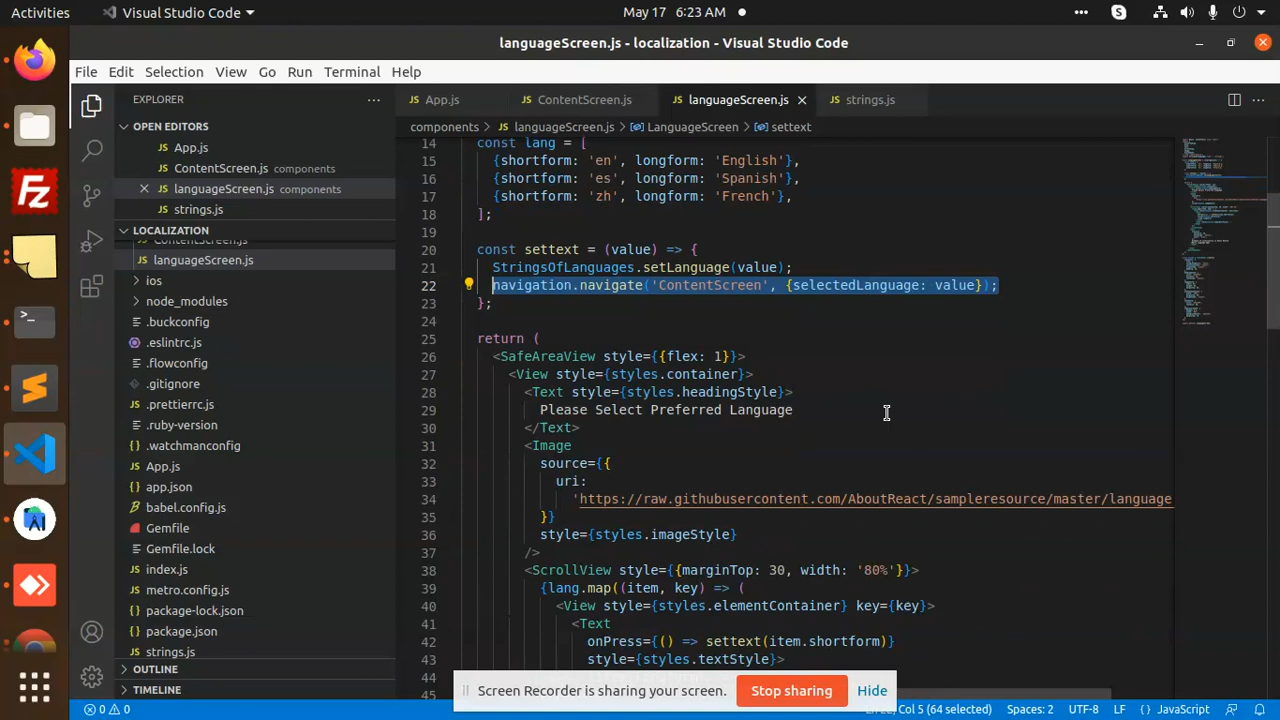 Activities
Visual Studio Code
May 17 6:23 AM
languageScreen.js - localization - Visual Studio Code
File Edit Selection View Go Run Terminal Help
EXPLORER
OPEN EDITORS
App.js
ContentScreen.js components
languageScreen.js components
strings.js
LOCALIZATION
ContentScreen.js
languageScreen.js
ios
node_modules
.buckconfig
.eslintrc.js
.flowconfig
.gitignore
.prettierrc.js
.ruby-version
.watchmanconfig
App.js
app.json
babel.config.js
Gemfile
Gemfile.lock
index.js
metro.config.js
package-lock.json
package.json
strings.js
OUTLINE
TIMELINE
App.js ContentScreen.js languageScreen.js strings.js
components languageScreen.js LanguageScreen settext
14 const lang = [
15 {shortform: 'en', longform: 'English'},
16 {shortform: 'es', longform: 'Spanish'},
17 {shortform: 'zh', longform: 'French'},
18 ];
19
20 const settext = (value) => {
21 StringsOfLanguages.setLanguage(value);
22 navigation.navigate('ContentScreen', {selectedLanguage: value});
23 };
24
25 return (
26 <SafeAreaView style={{flex: 1}}>
27 <View style={styles.container}>
28 <Text style={styles.headingStyle}>
29 Please Select Preferred Language
30 </Text>
31 <Image
32 source={{
33 uri:
34 'https://raw.githubusercontent.com/AboutReact/sampleresource/master/language
35 }}
36 style={styles.imageStyle}
37 />
38 <ScrollView style={{marginTop: 30, width: '80%'}}>
39 {lang.map((item, key) => (
40 <View style={styles.elementContainer} key={key}>
41 <Text
42 onPress={() => settext(item.shortform)}
43 style={styles.textStyle}>
44
45
Screen Recorder is sharing your screen. Stop sharing Hide
0 0 Col 5 (64 selected) Spaces: 2 UTF-8 LF {} JavaScript